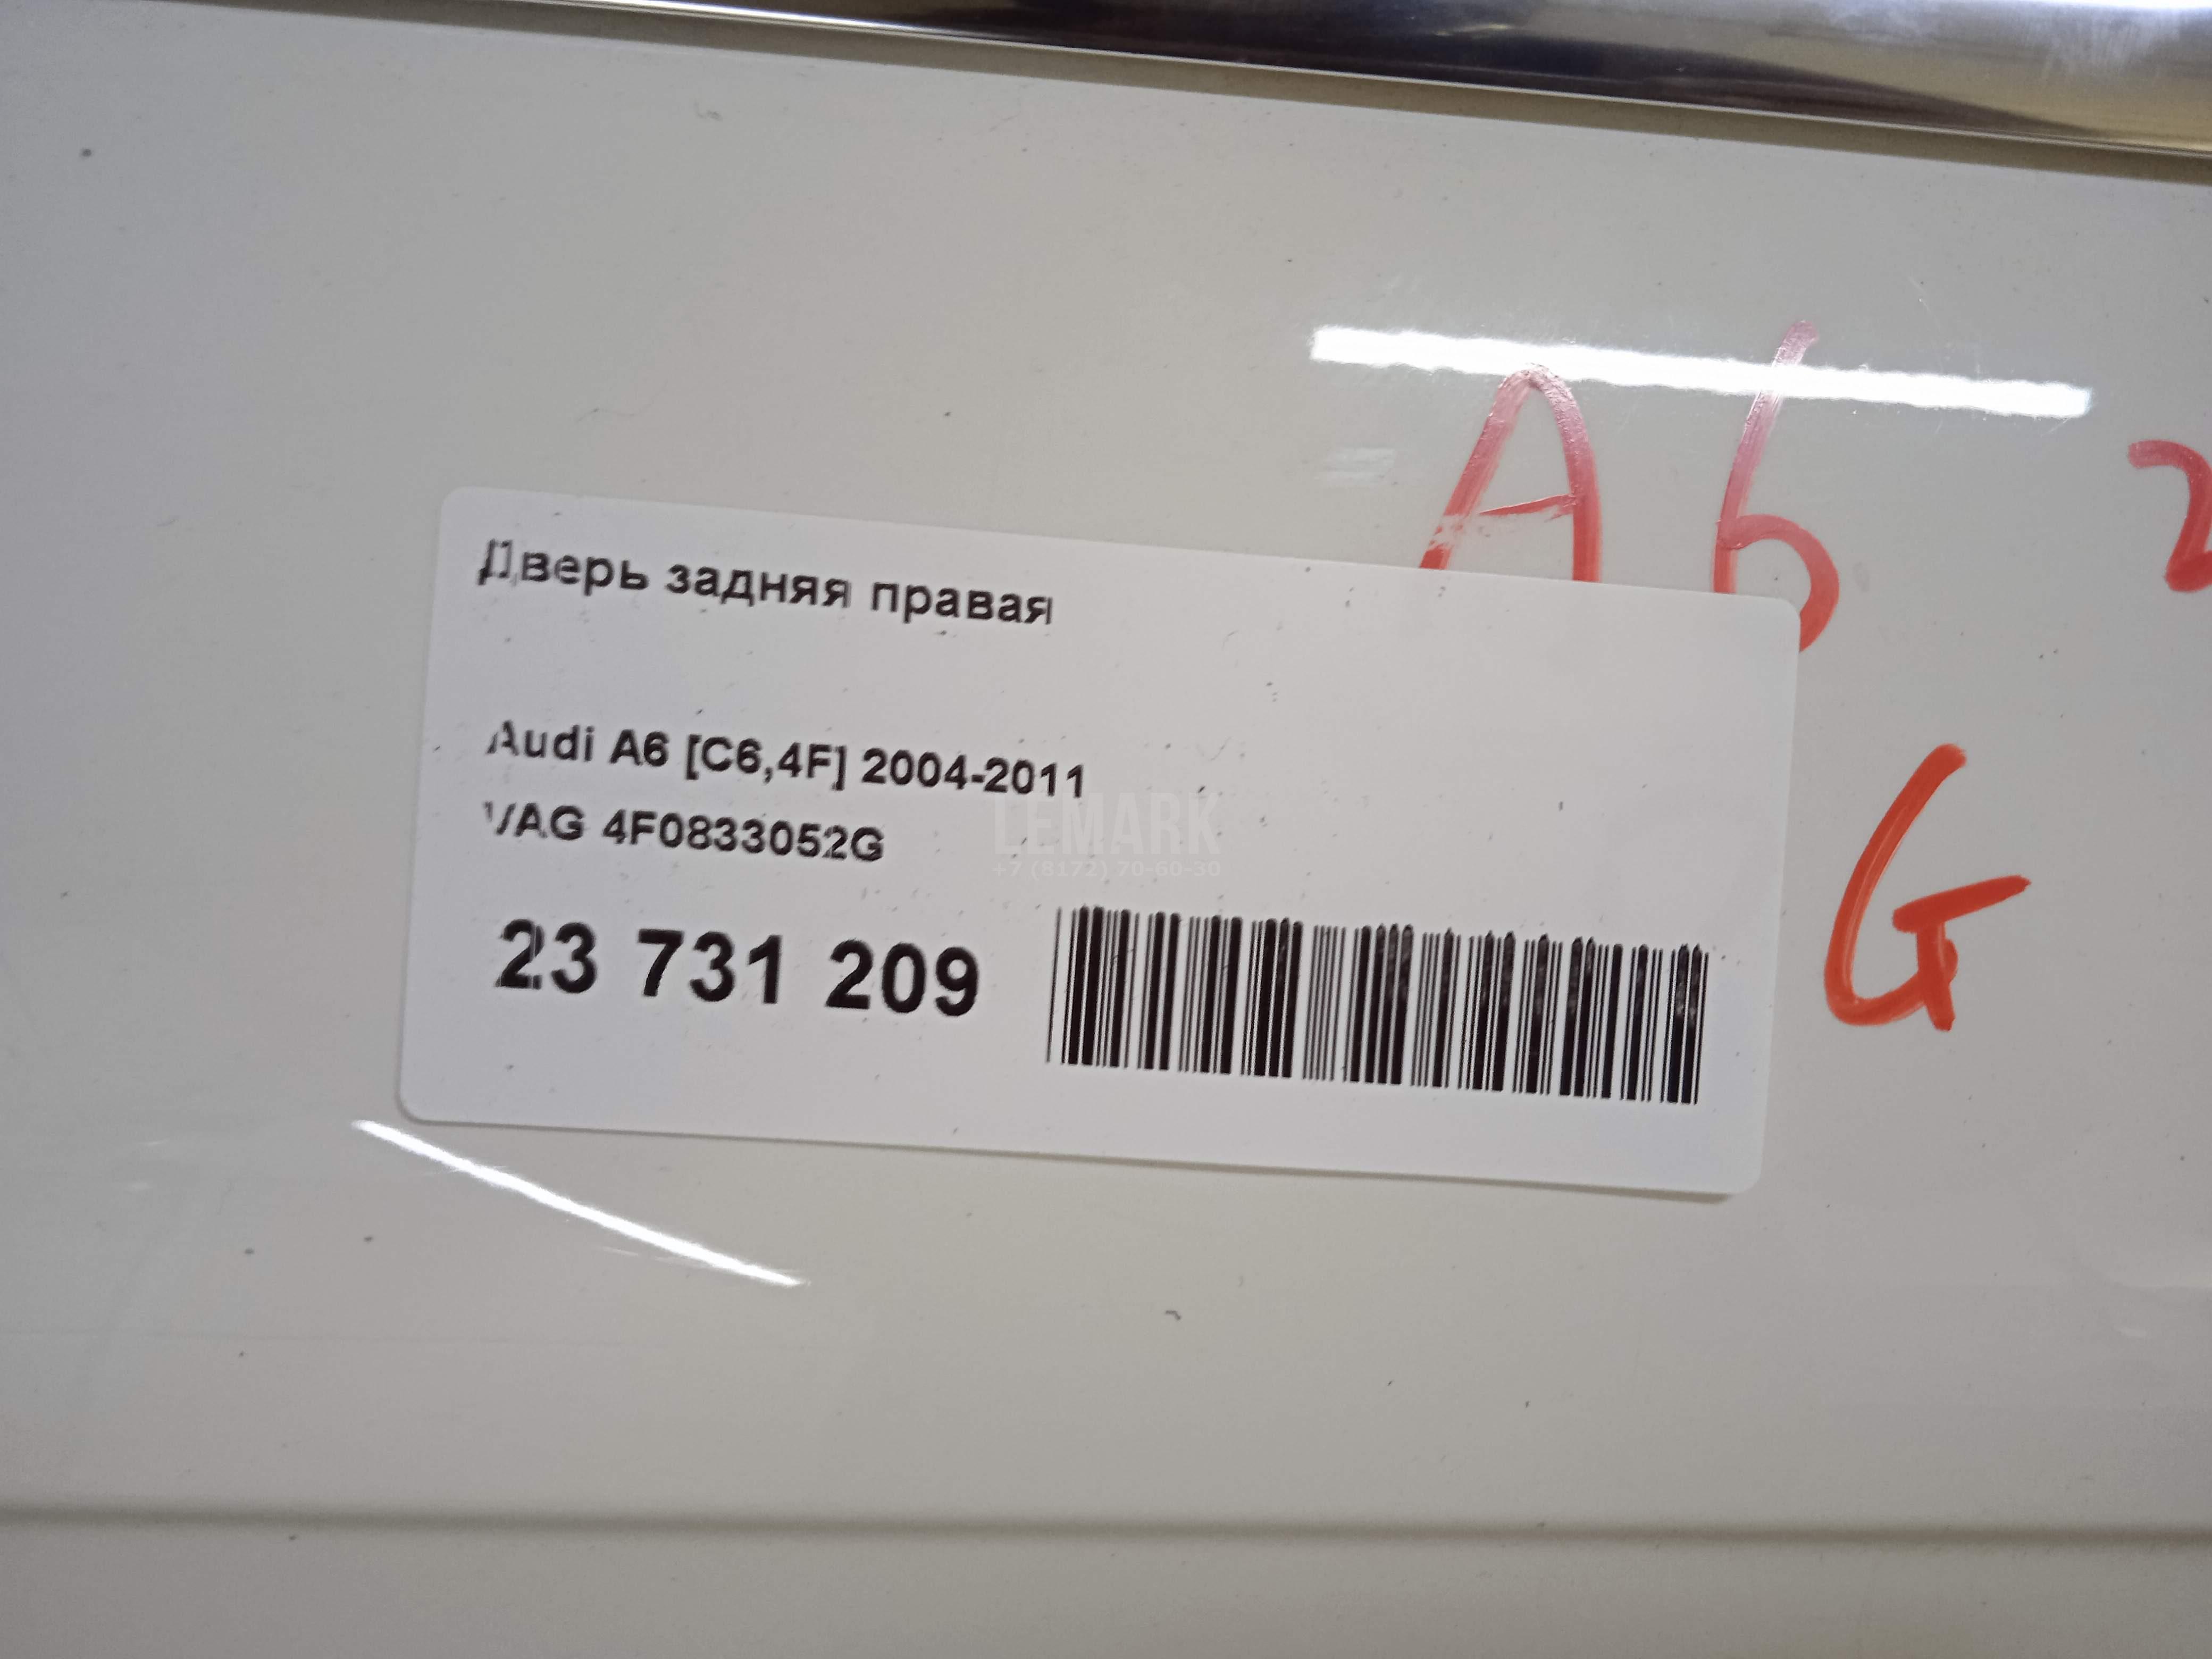 A6 2
Дверь задняя правая
Audi A6 [C6,4F] 2004-2011
VAG 4F0833052G
LEMARK
+7 (8172) 70-60-30
23 731 209
G